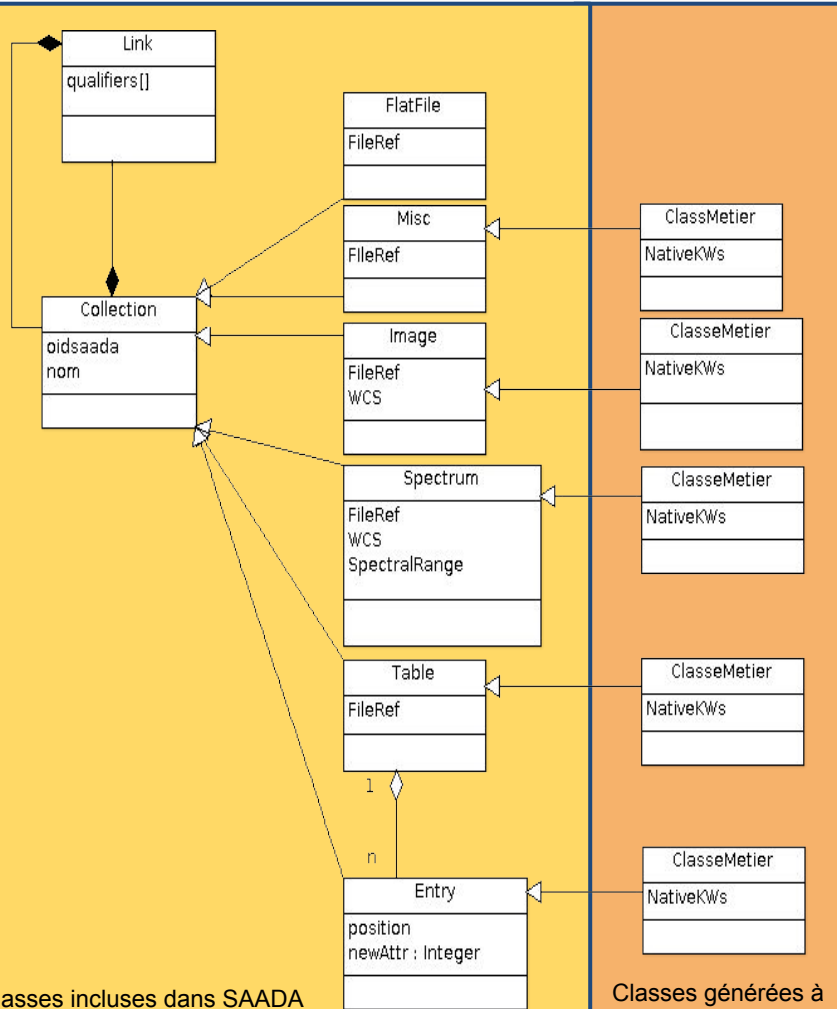 Link
qualifiers[]
FlatFile
FileRef
Misc
FIleRef
ClassMetier
NativeKWs
Collection
oidsaada
nom
Image
FileRef
WCS
ClasseMetier
NativeKWs
Spectrum
FileRef
WCS
SpectralRange
ClasseMetier
NativeKWs
Table
FileRef
ClasseMetier
NativeKWs
1
n
Entry
position
newAttr : Integer
ClasseMetier
NativeKWs
lasses incluses dans SAADA
Classes générées à